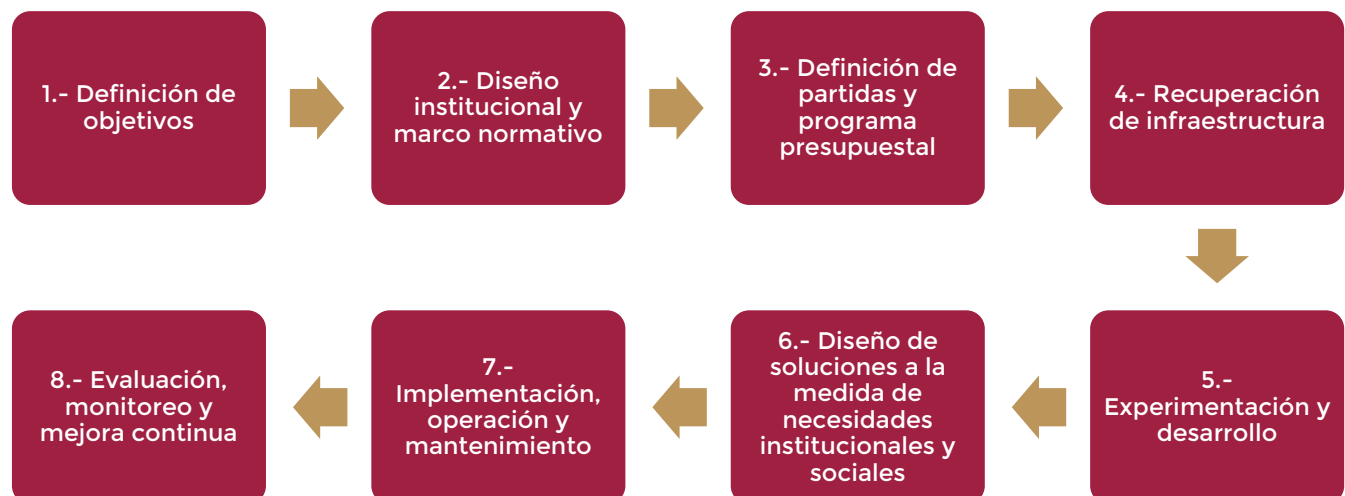 1.- Definición de
objetivos
2.- Diseño
institucional y
marco normativo
3.- Definición de
partidas y
programa
presupuestal
4.- Recuperación
de infraestructura
5.-
Experimentación y
desarrollo
6.- Diseño de
soluciones a la
medida de
necesidades
institucionales y
sociales
7.-
Implementación,
operación y
mantenimiento
8.- Evaluación,
monitoreo y
mejora continua